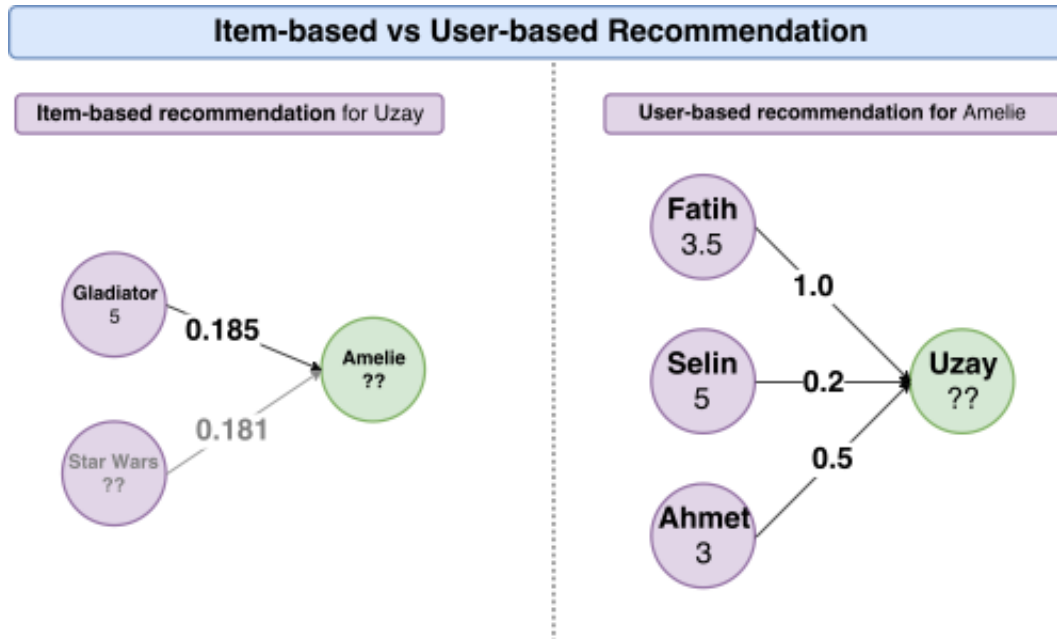 Item-based vs User-based Recommendation
Item-based recommendation for Uzay
Gladiator
5
0.185
Amelie
??
0.181
Star Wars
??
User-based recommendation for Amelie
Fatih
3.5
1.0
Selin
5
0.2
Uzay
??
0.5
Ahmet
3